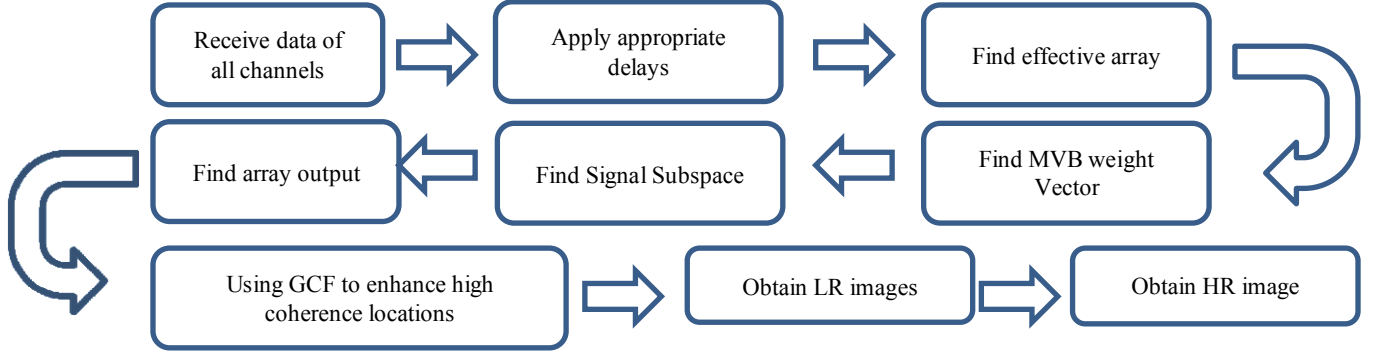 Receive data of
all channels
Apply appropriate
delays
Find effective array
Find MVB weight
Vector
Find Signal Subspace
Find array output
Using GCF to enhance high
coherence locations
Obtain LR images
Obtain HR image